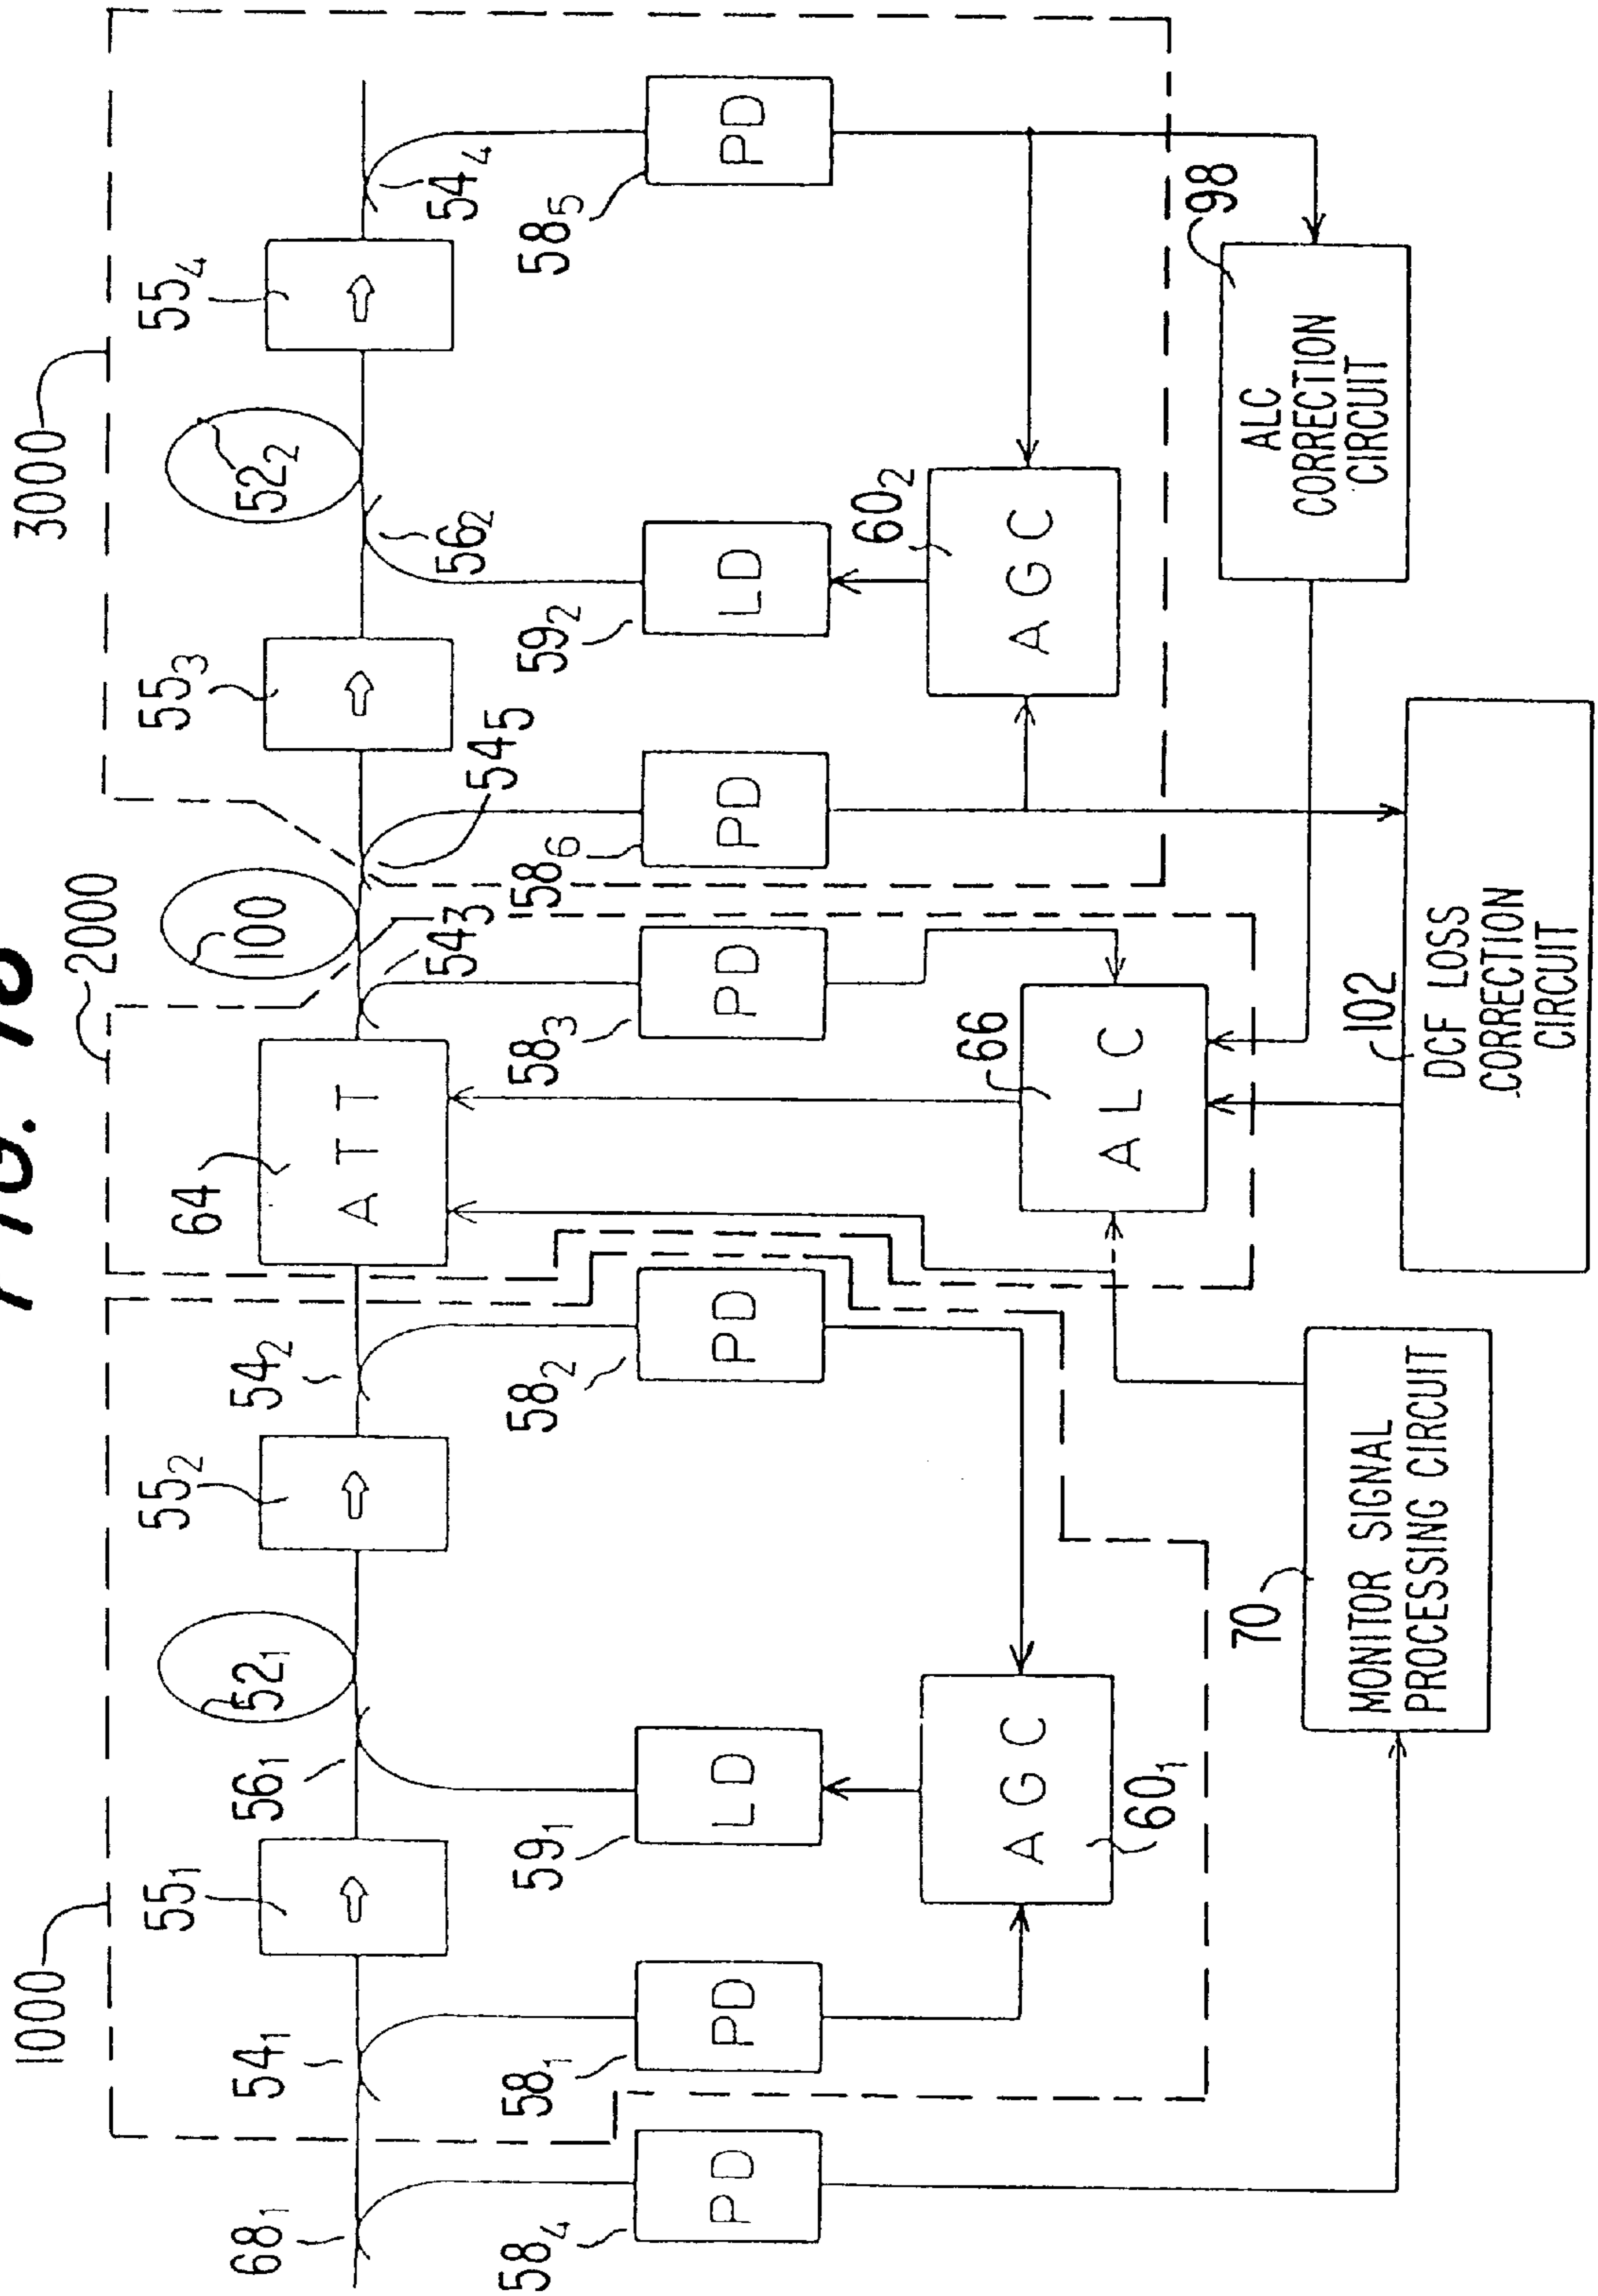 FIG. 18
1000
2000
3000
68₁
54₁
55₁
56₁
52₁
55₂
54₂
64
ATT
54₃
100
54₅
55₃
56₂
52₂
55₄
54₄
58₄
PD
58₁
PD
59₁
LD
58₂
PD
58₃
PD
58₆
PD
59₂
LD
58₅
PD
AGC
60₁
66
ALC
60₂
AGC
70
MONITOR SIGNAL
PROCESSING CIRCUIT
102
DCF LOSS
CORRECTION
CIRCUIT
98
ALC
CORRECTION
CIRCUIT